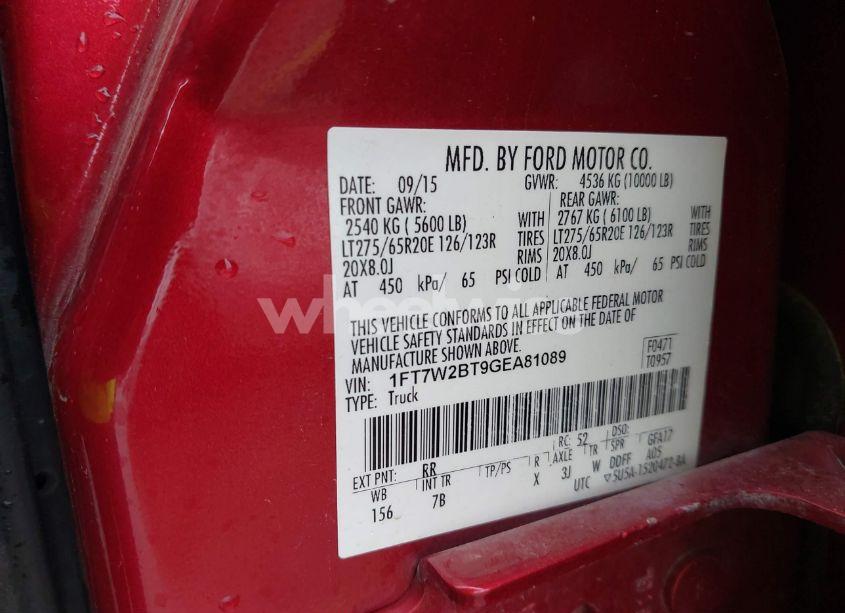 MFD. BY FORD MOTOR CO.
DATE: 09/15 GVWR: 4536 KG (10000 LB)
FRONT GAWR: REAR GAWR:
2540 KG ( 5600 LB) WITH 2767 KG ( 6100 LB) WITH
LT275/65R20E 126/123R TIRES LT275/65R20E 126/123R TIRES
20X8.0J RIMS 20X8.0J RIMS
AT 450 kPa/ 65 PSI COLD AT 450 kPa/ 65 PSI COLD
THIS VEHICLE CONFORMS TO ALL APPLICABLE FEDERAL MOTOR
VEHICLE SAFETY STANDARDS IN EFFECT ON THE DATE OF
MANUFACTURE SHOWN ABOVE.
VIN: 1FT7W2BT9GEA81089
TYPE: Truck
F0471
T0957
EXT PNT: RR RC: 52 DSO:
WB INT TR TP/PS R AXLE TR SPR GFA17
156 7B X 3J W DDFF A05
UTC